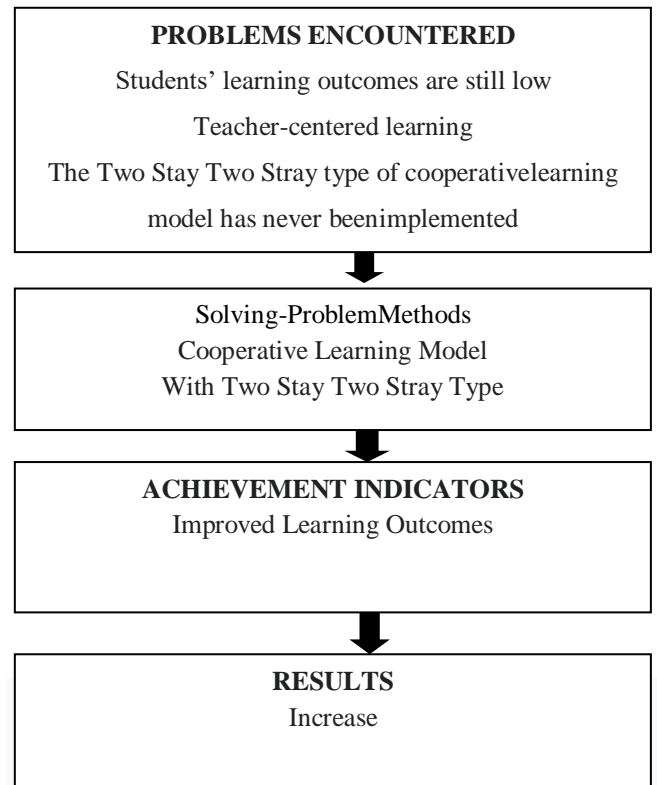 PROBLEMS ENCOUNTERED
Students’ learning outcomes are still low
Teacher-centered learning
The Two Stay Two Stray type of cooperativelearning
model has never beenimplemented
Solving-ProblemMethods
Cooperative Learning Model
With Two Stay Two Stray Type
ACHIEVEMENT INDICATORS
Improved Learning Outcomes
RESULTS
Increase